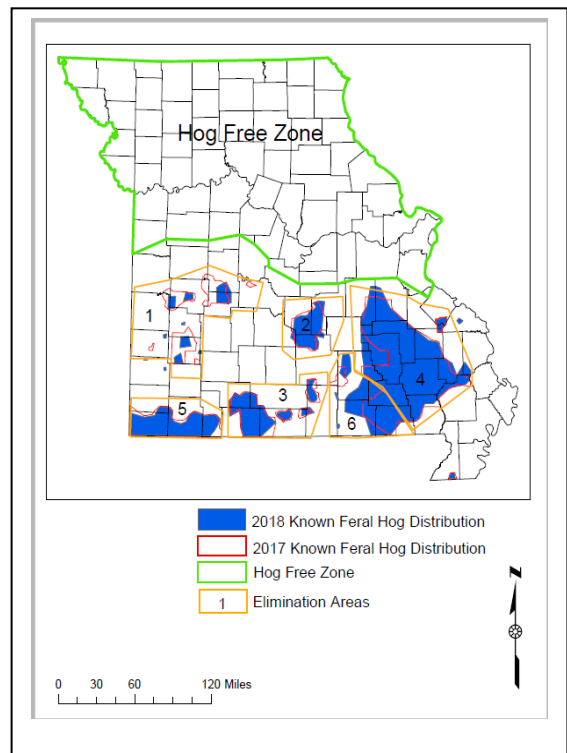 Hog Free Zone
1
2
3
4
5
6
2018 Known Feral Hog Distribution
2017 Known Feral Hog Distribution
Hog Free Zone
1 Elimination Areas
N
0 30 60 120 Miles